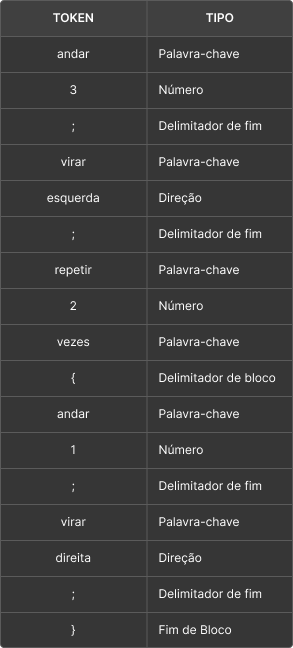 TOKEN TIPO
andar Palavra-chave
3 Número
; Delimitador de fim
virar Palavra-chave
esquerda Direção
; Delimitador de fim
repetir Palavra-chave
2 Número
vezes Palavra-chave
{ Delimitador de bloco
andar Palavra-chave
1 Número
; Delimitador de fim
virar Palavra-chave
direita Direção
; Delimitador de fim
} Fim de Bloco